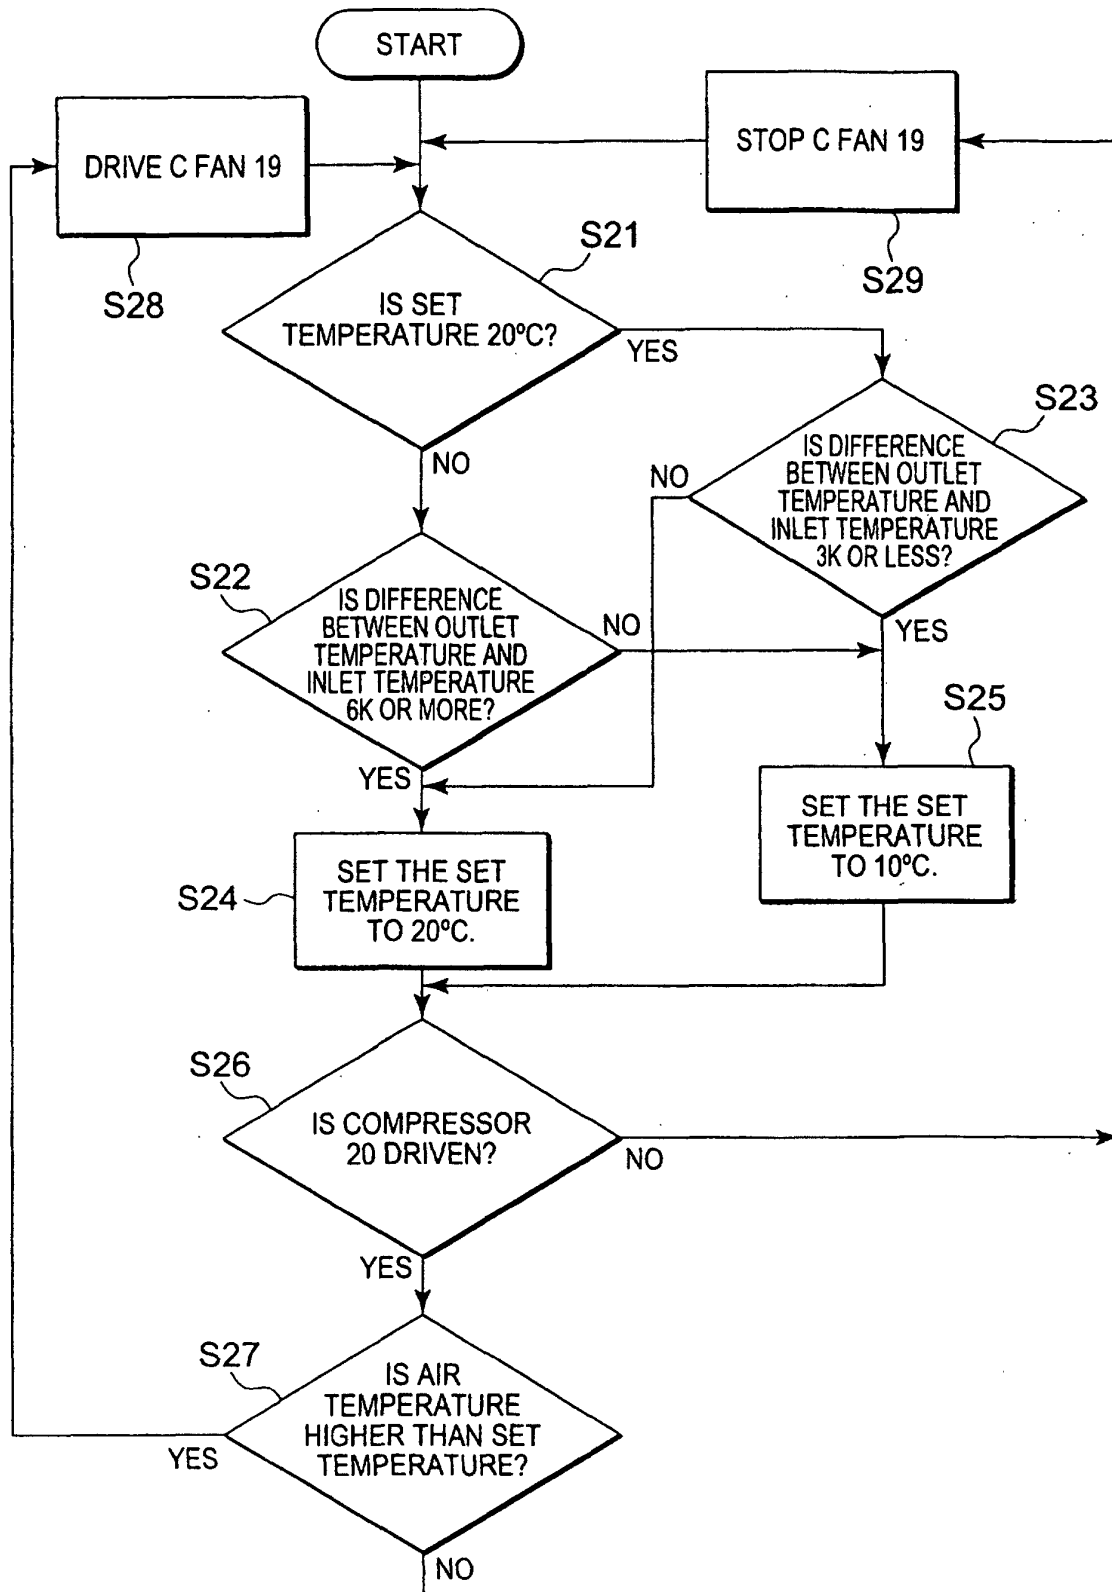 START
DRIVE C FAN 19
S28
STOP C FAN 19
S29
S21
IS SET
TEMPERATURE 20ºC?
YES
NO
S23
IS DIFFERENCE
BETWEEN OUTLET
TEMPERATURE AND
INLET TEMPERATURE
3K OR LESS?
NO
YES
S22
IS DIFFERENCE
BETWEEN OUTLET
TEMPERATURE AND
INLET TEMPERATURE
6K OR MORE?
NO
YES
S25
SET THE SET
TEMPERATURE
TO 10ºC.
S24
SET THE SET
TEMPERATURE
TO 20ºC.
S26
IS COMPRESSOR
20 DRIVEN?
NO
YES
S27
IS AIR
TEMPERATURE
HIGHER THAN SET
TEMPERATURE?
YES
NO